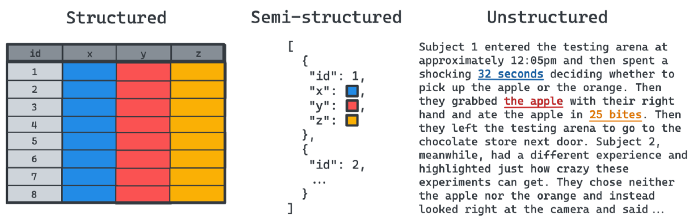 Structured
id x y z
1
2
3
4
5
6
7
8
Semi-structured
[
{
"id": 1,
"x": ,
"y": ,
"z":
},
{
"id": 2,
...
}
]
Unstructured
Subject 1 entered the testing arena at
approximately 12:05pm and then spent a
shocking 32 seconds deciding whether to
pick up the apple or the orange. Then
they grabbed the apple with their right
hand and ate the apple in 25 bites. Then
they left the testing arena to go to the
chocolate store next door. Subject 2,
meanwhile, had a different experience and
highlighted just how crazy these
experiments can get. They chose neither
the apple nor the orange and instead
looked right at the camera and said...